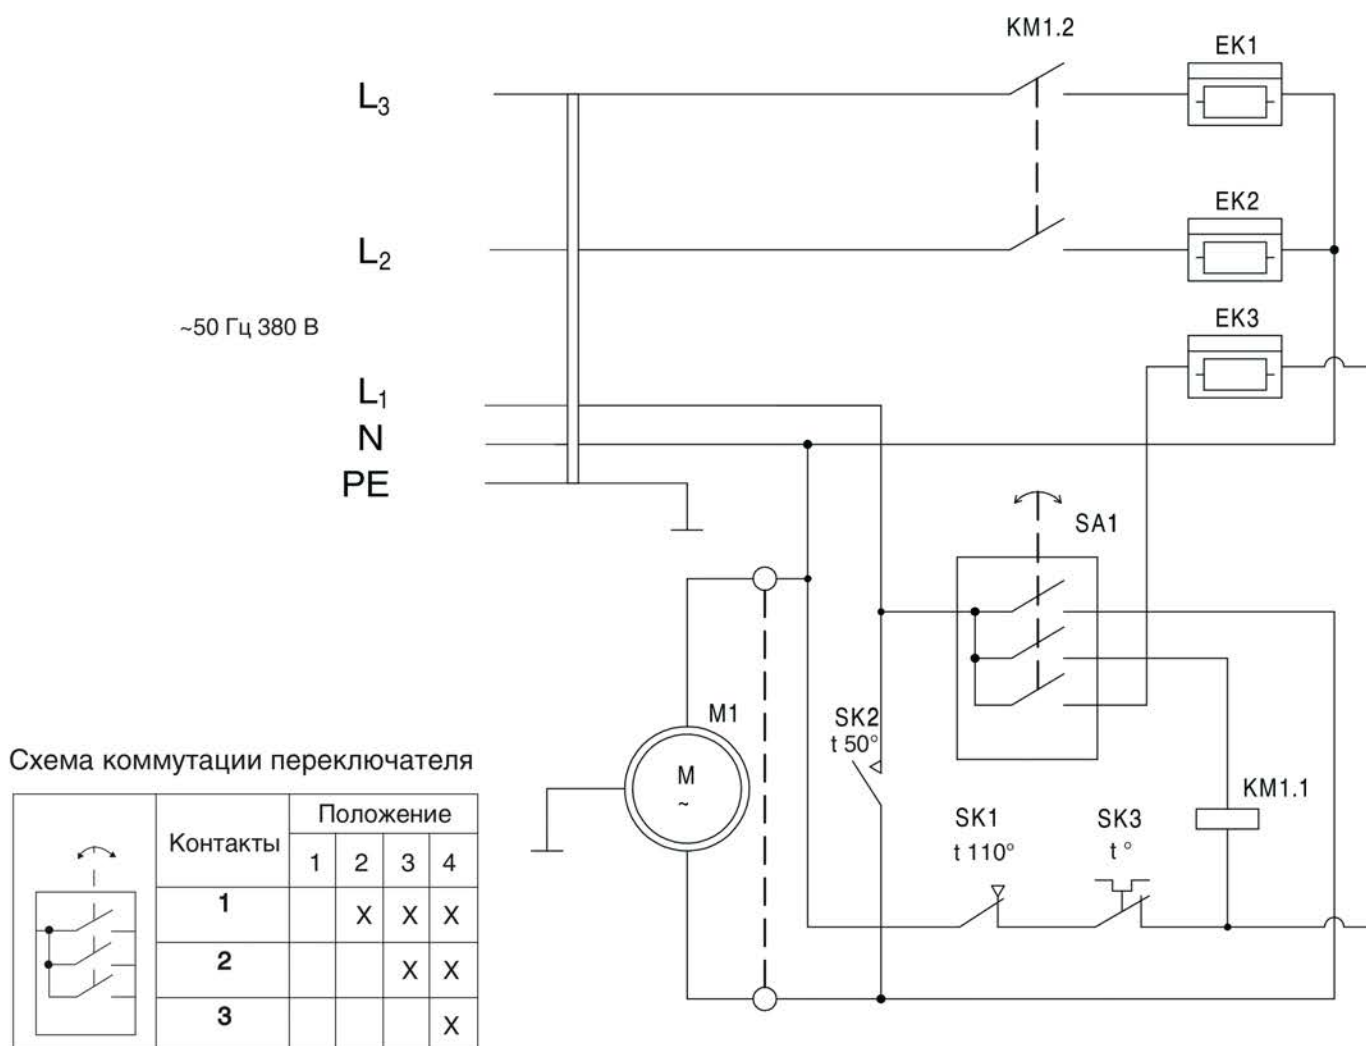 KM1.2
EK1
L3
EK2
L2
EK3
~50 Гц 380 В
L1
N
PE
SA1
M1
SK2
t 50°
M
~
KM1.1
SK1
t 110°
SK3
t °
Схема коммутации переключателя
Контакты
Положение
1 2 3 4
1 X X X
2 X X
3 X